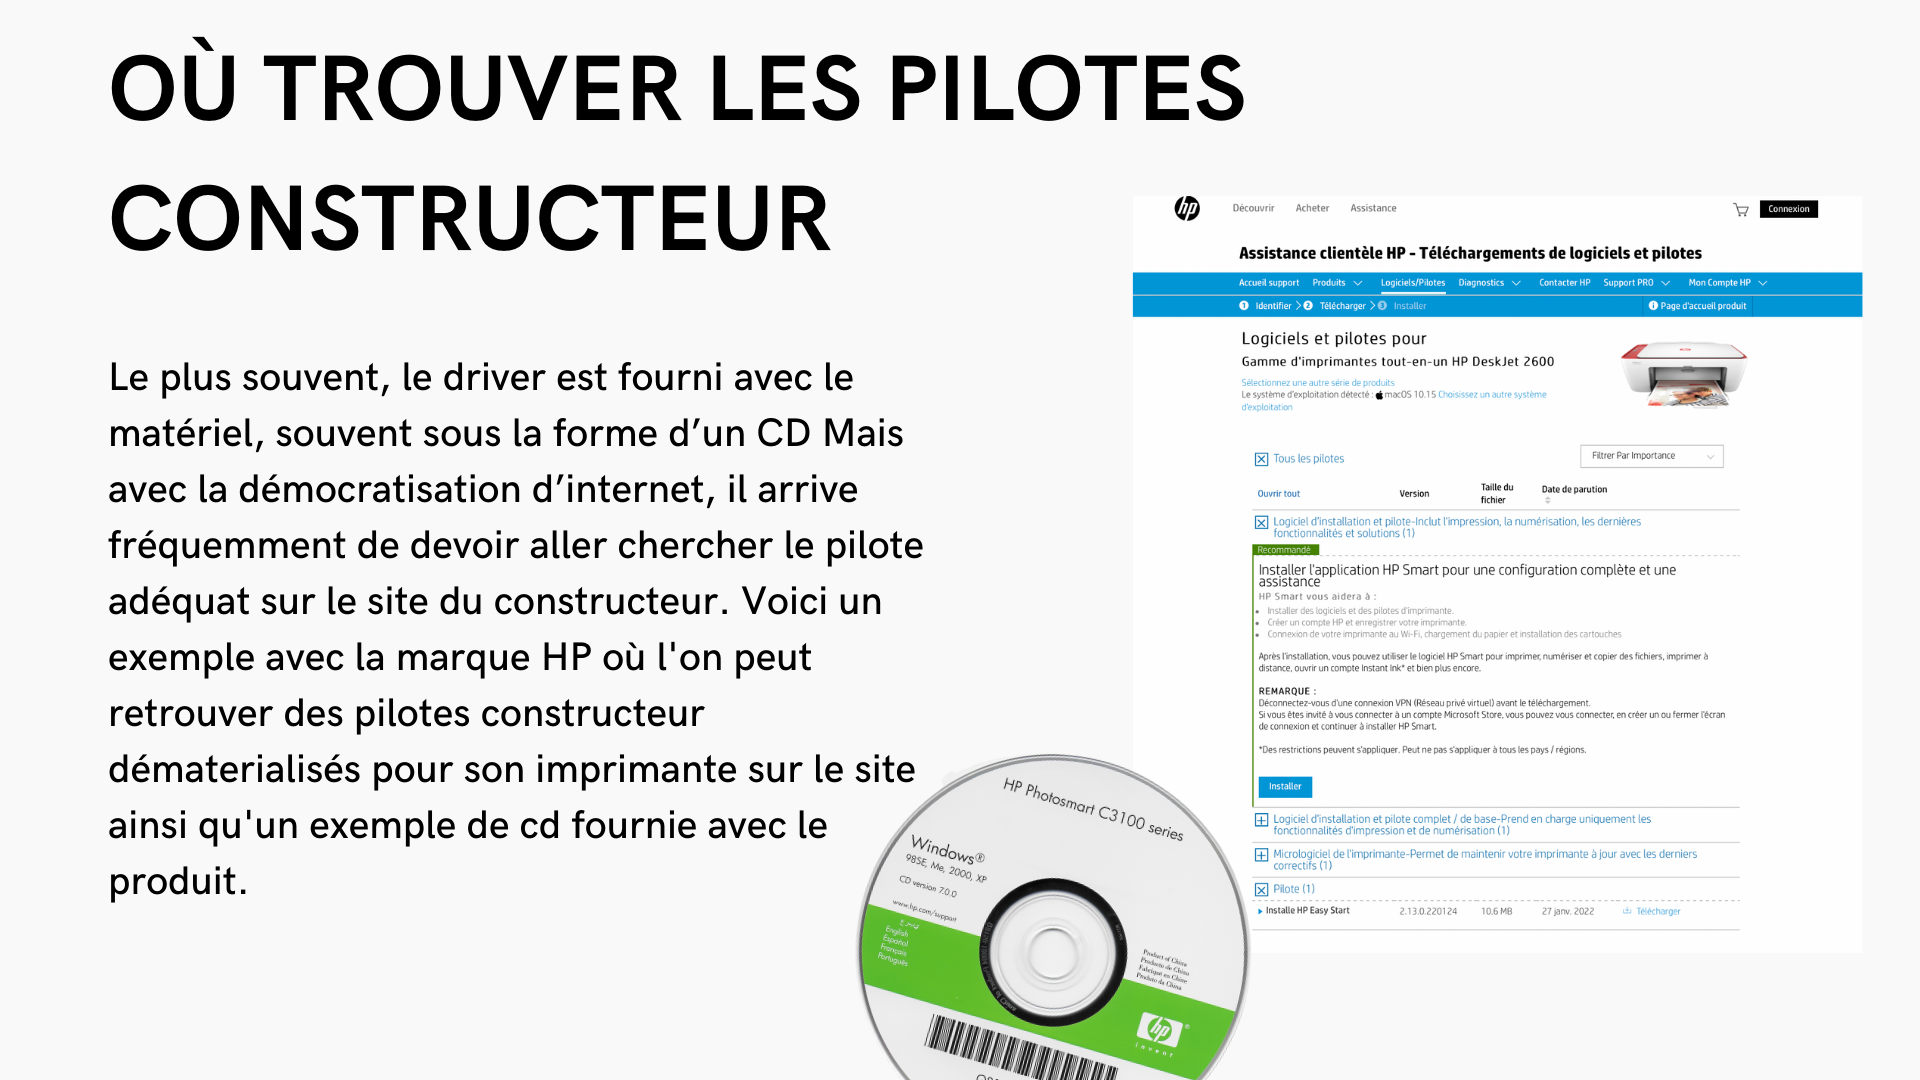 OÙ TROUVER LES PILOTES
CONSTRUCTEUR
Le plus souvent, le driver est fourni avec le
matériel, souvent sous la forme d’un CD Mais
avec la démocratisation d’internet, il arrive
fréquemment de devoir aller chercher le pilote
adéquat sur le site du constructeur. Voici un
exemple avec la marque HP où l'on peut
retrouver des pilotes constructeur
dématerialisés pour son imprimante sur le site
ainsi qu'un exemple de cd fournie avec le
produit.
hp Découvrir Acheter Assistance Connexion
Assistance clientèle HP - Téléchargements de logiciels et pilotes
Accueil support Produits Logiciels/Pilotes Diagnostics Contacter HP Support PRO Mon Compte HP
1 Identifier 2 Télécharger 3 Installer Page d'accueil produit
Logiciels et pilotes pour
Gamme d'imprimantes tout-en-un HP DeskJet 2600
Sélectionnez une autre série de produits
Le système d'exploitation détecté : macOS 10.15 Choisissez un autre système
d'exploitation
Tous les pilotes Filtrer Par Importance
Ouvrir tout Version Taille du Date de parution
fichier
Logiciel d'installation et pilote-Inclut l'impression, la numérisation, les dernières
fonctionnalités et solutions (1)
Recommandé
Installer l'application HP Smart pour une configuration complète et une
assistance
HP Smart vous aidera à :
Installer des logiciels et des pilotes d'imprimante.
Créer un compte HP et enregistrer votre imprimante.
Connexion de votre imprimante au Wi-Fi, chargement du papier et installation des cartouches
Après l'installation, vous pouvez utiliser le logiciel HP Smart pour imprimer, numériser et copier des fichiers, imprimer à
distance, ouvrir un compte Instant Ink* et bien plus encore.
REMARQUE :
Déconnectez-vous d'une connexion VPN (Réseau privé virtuel) avant le téléchargement.
Si vous êtes invité à vous connecter à un compte Microsoft Store, vous pouvez vous connecter, en créer un ou fermer l'écran
de connexion et continuer à installer HP Smart.
*Des restrictions peuvent s'appliquer. Peut ne pas s'appliquer à tous les pays / régions.
Installer
Logiciel d'installation et pilote complet / de base-Prend en charge uniquement les
fonctionnalités d'impression et de numérisation (1)
Micrologiciel de l'imprimante-Permet de maintenir votre imprimante à jour avec les derniers
correctifs (1)
Pilote (1)
Installe HP Easy Start 2.13.0.220124 10.6 MB 27 janv. 2022 Télécharger
HP Photosmart C3100 series
Windows®
98SE, Me, 2000, XP
CD version 7.0.0
www.hp.com/support
English
Español
Français
Português
Product of China
Producto de China
Fabriqué en Chine
Produto da China
hp
invent